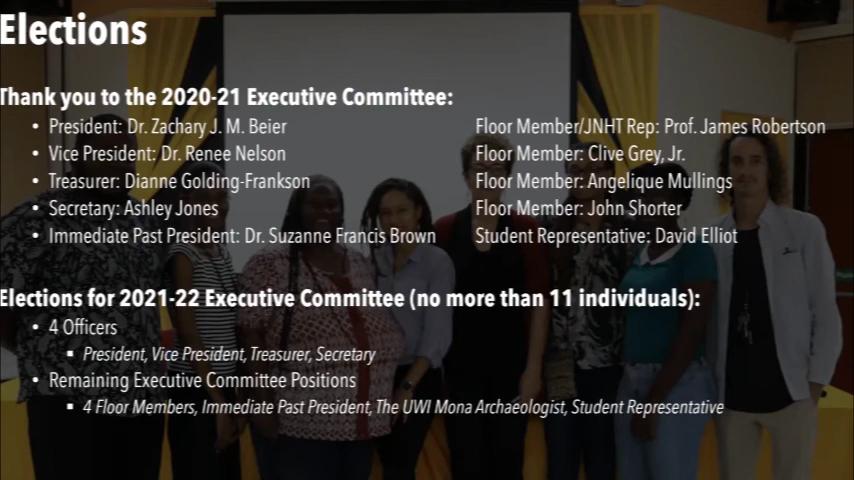 Elections
Thank you to the 2020-21 Executive Committee:
• President: Dr. Zachary J. M. Beier
• Vice President: Dr. Renee Nelson
• Treasurer: Dianne Golding-Frankson
• Secretary: Ashley Jones
• Immediate Past President: Dr. Suzanne Francis Brown
Floor Member/JNHT Rep: Prof. James Robertson
Floor Member: Clive Grey, Jr.
Floor Member: Angelique Mullings
Floor Member: John Shorter
Student Representative: David Elliot
Elections for 2021-22 Executive Committee (no more than 11 individuals):
• 4 Officers
▪ President, Vice President, Treasurer, Secretary
• Remaining Executive Committee Positions
▪ 4 Floor Members, Immediate Past President, The UWI Mona Archaeologist, Student Representative